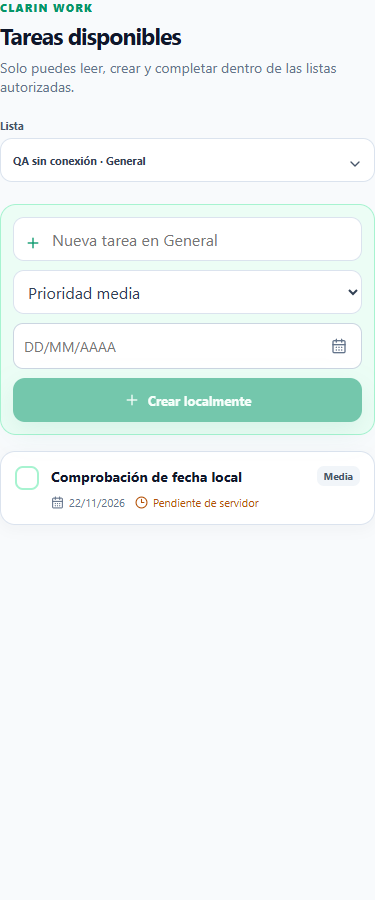 CLARIN WORK
Tareas disponibles
Solo puedes leer, crear y completar dentro de las listas
autorizadas.
Lista
QA sin conexión · General
Nueva tarea en General
Prioridad media
DD/MM/AAAA
Crear localmente
Comprobación de fecha local
Media
22/11/2026
Pendiente de servidor